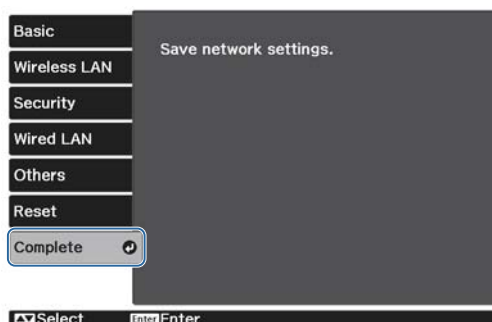 Basic
Save network settings.
Wireless LAN
Security
Wired LAN
Others
Reset
Complete
Select Enter Enter